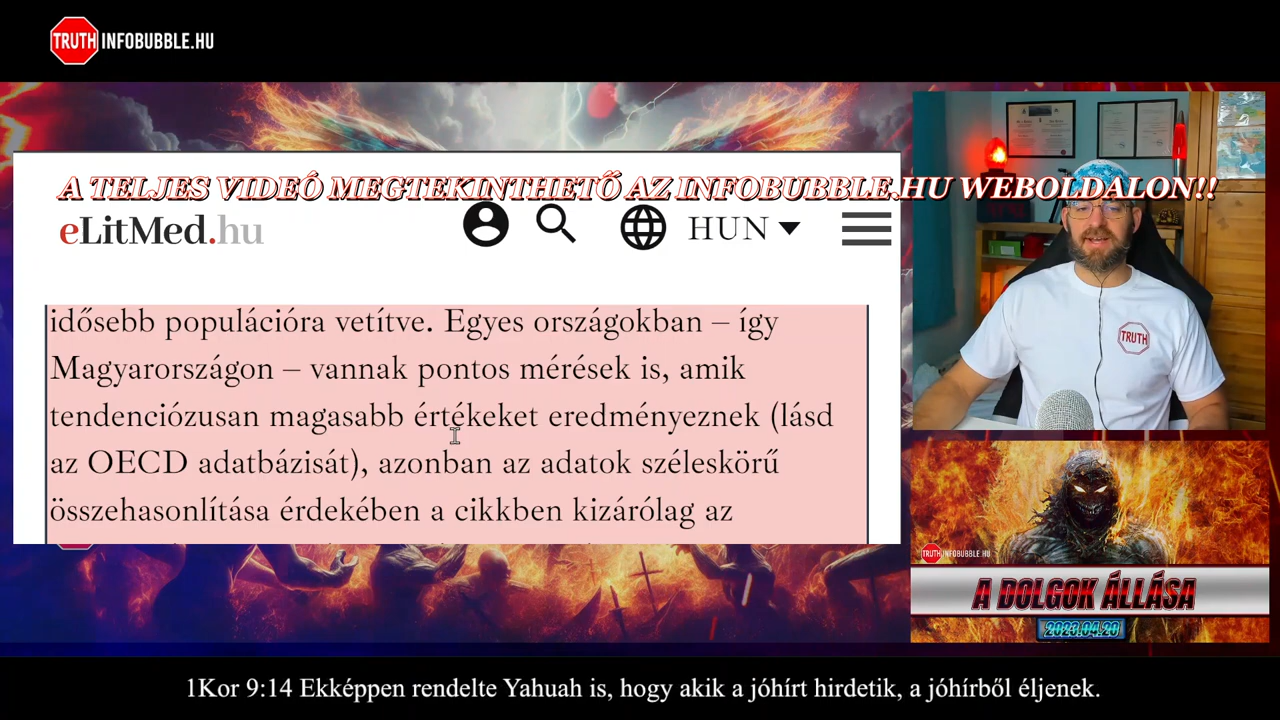 TRUTH INFOBUBBLE.HU
A TELJES VIDEÓ MEGTEKINTHETŐ AZ INFOBUBBLE.HU WEBOLDALON!!
eLitMed.hu
HUN
idősebb populációra vetítve. Egyes országokban – így
Magyarországon – vannak pontos mérések is, amik
tendenciózusan magasabb értékeket eredményeznek (lásd
az OECD adatbázisát), azonban az adatok széleskörű
összehasonlítása érdekében a cikkben kizárólag az
TRUTH
TRUTH INFOBUBBLE.HU
A DOLGOK ÁLLÁSA
2023.04.20
1Kor 9:14 Ekképpen rendelte Yahuah is, hogy akik a jóhírt hirdetik, a jóhírből éljenek.